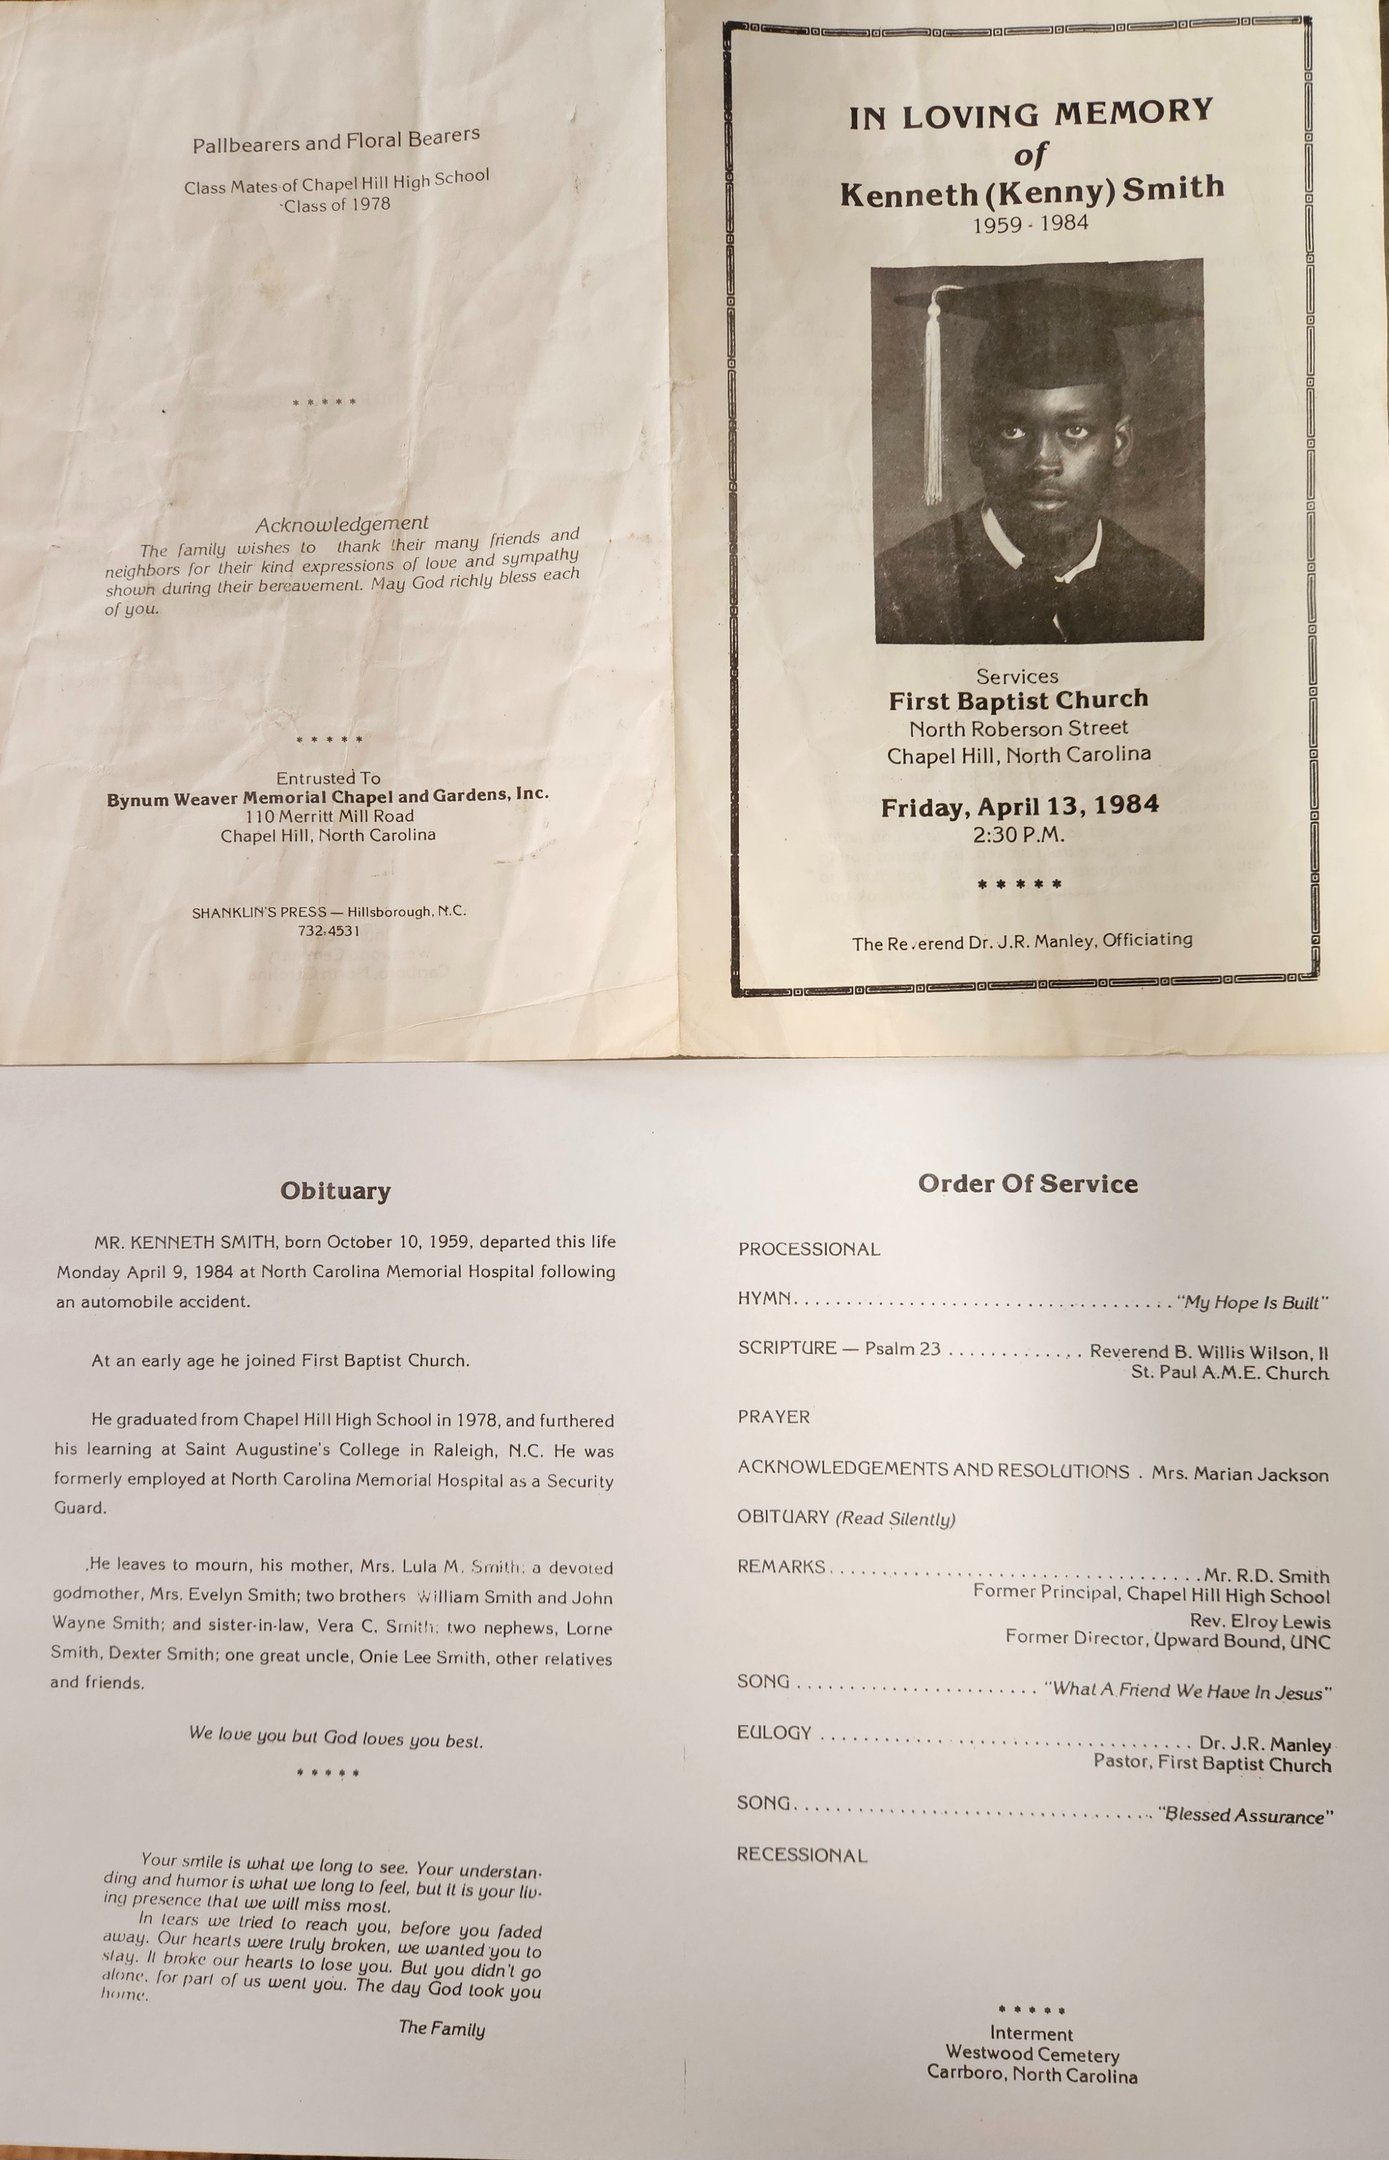 Pallbearers and Floral Bearers
Class Mates of Chapel Hill High School
Class of 1978
* * * * *
Acknowledgement
The family wishes to thank their many friends and
neighbors for their kind expressions of love and sympathy
shown during their bereavement. May God richly bless each
of you.
* * * * *
Entrusted To
Bynum Weaver Memorial Chapel and Gardens, Inc.
110 Merritt Mill Road
Chapel Hill, North Carolina
SHANKLIN'S PRESS — Hillsborough, N.C.
732-4531
IN LOVING MEMORY
of
Kenneth (Kenny) Smith
1959 - 1984
Services
First Baptist Church
North Roberson Street
Chapel Hill, North Carolina
Friday, April 13, 1984
2:30 P.M.
* * * * *
The Reverend Dr. J.R. Manley, Officiating
Obituary
MR. KENNETH SMITH, born October 10, 1959, departed this life
Monday April 9, 1984 at North Carolina Memorial Hospital following
an automobile accident.
At an early age he joined First Baptist Church.
He graduated from Chapel Hill High School in 1978, and furthered
his learning at Saint Augustine's College in Raleigh, N.C. He was
formerly employed at North Carolina Memorial Hospital as a Security
Guard.
He leaves to mourn, his mother, Mrs. Lula M. Smith; a devoted
godmother, Mrs. Evelyn Smith; two brothers William Smith and John
Wayne Smith; and sister-in-law, Vera C. Smith; two nephews, Lorne
Smith, Dexter Smith; one great uncle, Onie Lee Smith, other relatives
and friends.
We love you but God loves you best.
* * * * *
Your smile is what we long to see. Your understan-
ding and humor is what we long to feel, but it is your liv-
ing presence that we will miss most.
In tears we tried to reach you, before you faded
away. Our hearts were truly broken, we wanted you to
stay. It broke our hearts to lose you. But you didn't go
alone, for part of us went you. The day God took you
home.
The Family
Order Of Service
PROCESSIONAL
HYMN. . . . . . . . . . . . . . . . . . . . "My Hope Is Built"
SCRIPTURE — Psalm 23 . . . . . . . . . . . . . Reverend B. Willis Wilson, II
St. Paul A.M.E. Church
PRAYER
ACKNOWLEDGEMENTS AND RESOLUTIONS . Mrs. Marian Jackson
OBITUARY (Read Silently)
REMARKS. . . . . . . . . . . . . . . . . . . . Mr. R.D. Smith
Former Principal, Chapel Hill High School
Rev. Elroy Lewis
Former Director, Upward Bound, UNC
SONG . . . . . . . . . . . . . . . . . . . . "What A Friend We Have In Jesus"
EULOGY . . . . . . . . . . . . . . . . . . . . Dr. J.R. Manley
Pastor, First Baptist Church
SONG. . . . . . . . . . . . . . . . . . . . "Blessed Assurance"
RECESSIONAL
* * * * *
Interment
Westwood Cemetery
Carrboro, North Carolina